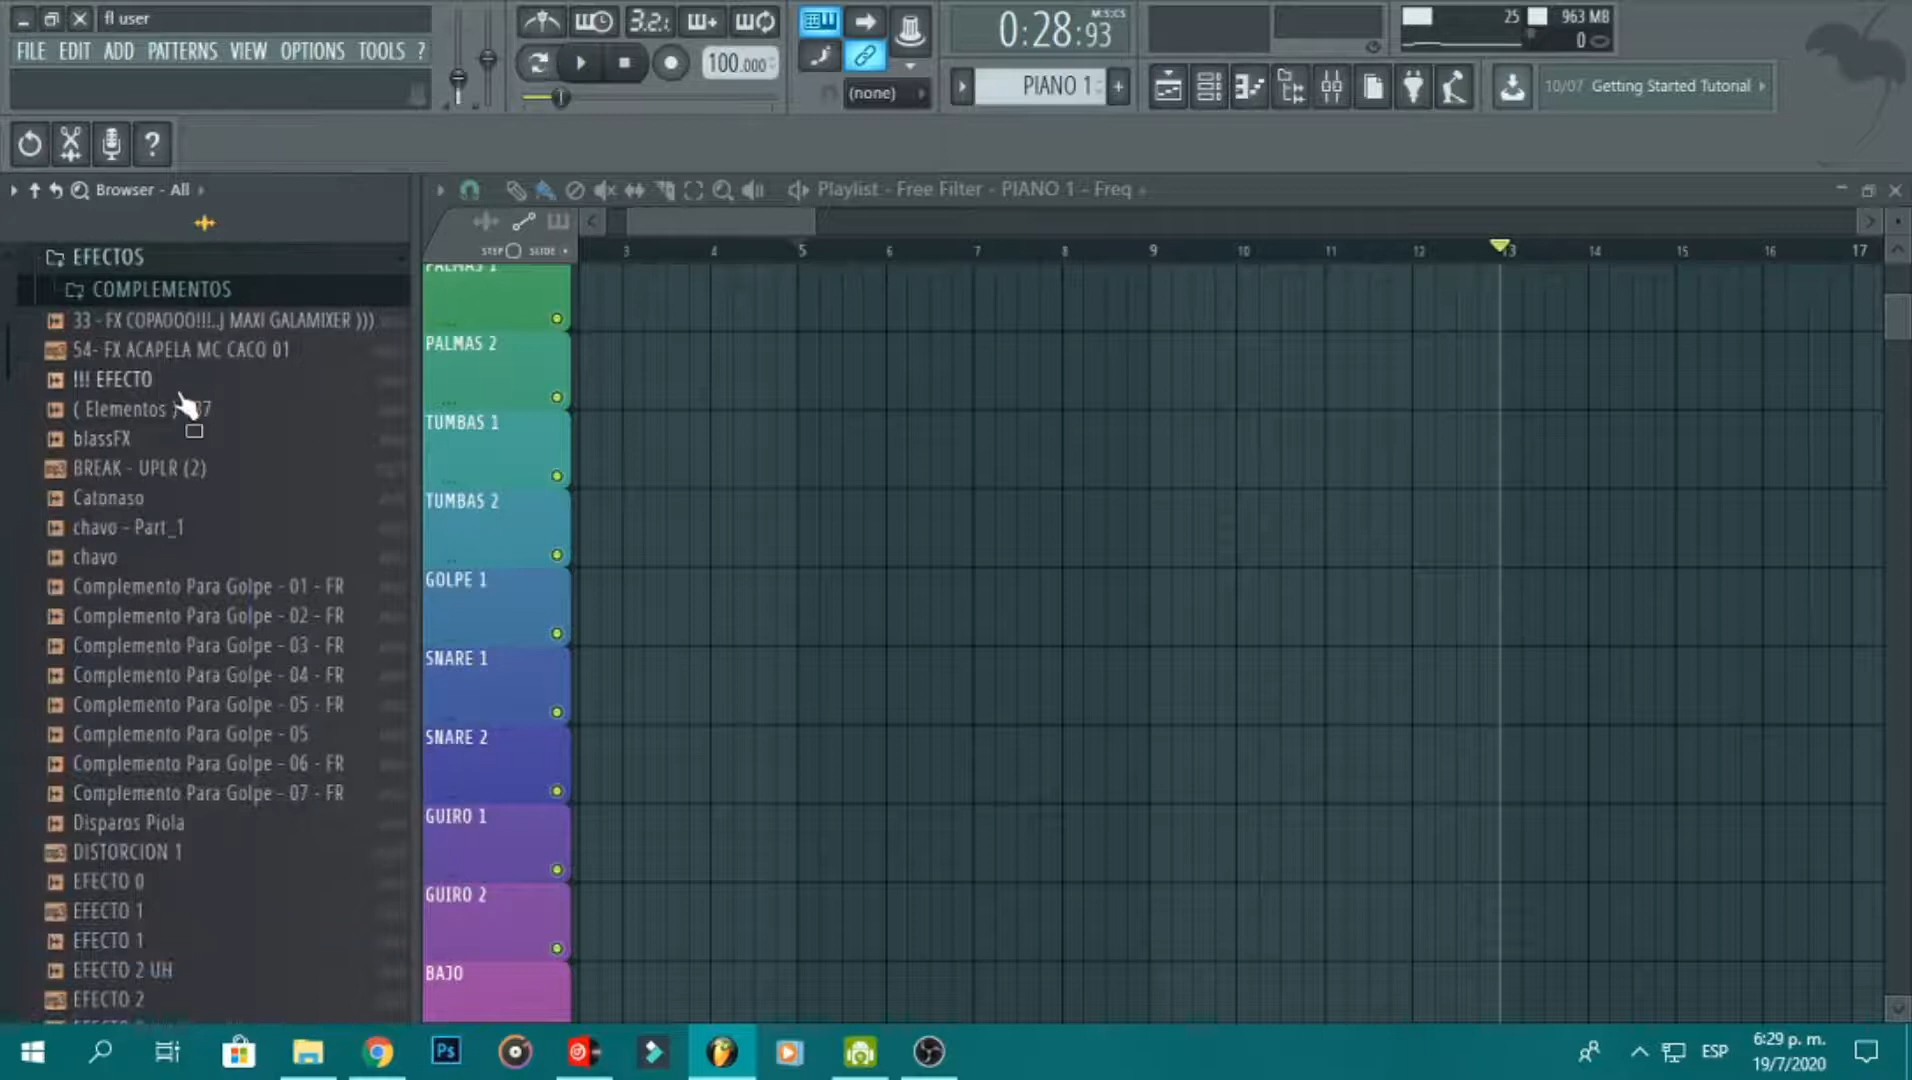 fl user
FILE EDIT ADD PATTERNS VIEW OPTIONS TOOLS ?
3.2.
100.000
(none)
0:28:93
M:S:CS
PIANO 1
25
963 MB
0
10/07 Getting Started Tutorial
?
Browser - All
Playlist - Free Filter - PIANO 1 - Freq
STEP SLIDE
3 4 5 6 7 8 9 10 11 12 13 14 15 16 17
EFECTOS
COMPLEMENTOS
33 - FX COPADOO!!!..J MAXI GALAMIXER )))
54- FX ACAPELA MC CACO 01
!!! EFECTO
( Elementos )
blassFX
BREAK - UPLR (2)
Catonaso
chavo - Part_1
chavo
Complemento Para Golpe - 01 - FR
Complemento Para Golpe - 02 - FR
Complemento Para Golpe - 03 - FR
Complemento Para Golpe - 04 - FR
Complemento Para Golpe - 05 - FR
Complemento Para Golpe - 05
Complemento Para Golpe - 06 - FR
Complemento Para Golpe - 07 - FR
Disparos Piola
DISTORCION 1
EFECTO 0
EFECTO 1
EFECTO 1
EFECTO 2 UH
EFECTO 2
PALMAS 1
PALMAS 2
TUMBAS 1
TUMBAS 2
GOLPE 1
SNARE 1
SNARE 2
GUIRO 1
GUIRO 2
BAJO
Ps
ESP
6:29 p. m.
19/7/2020